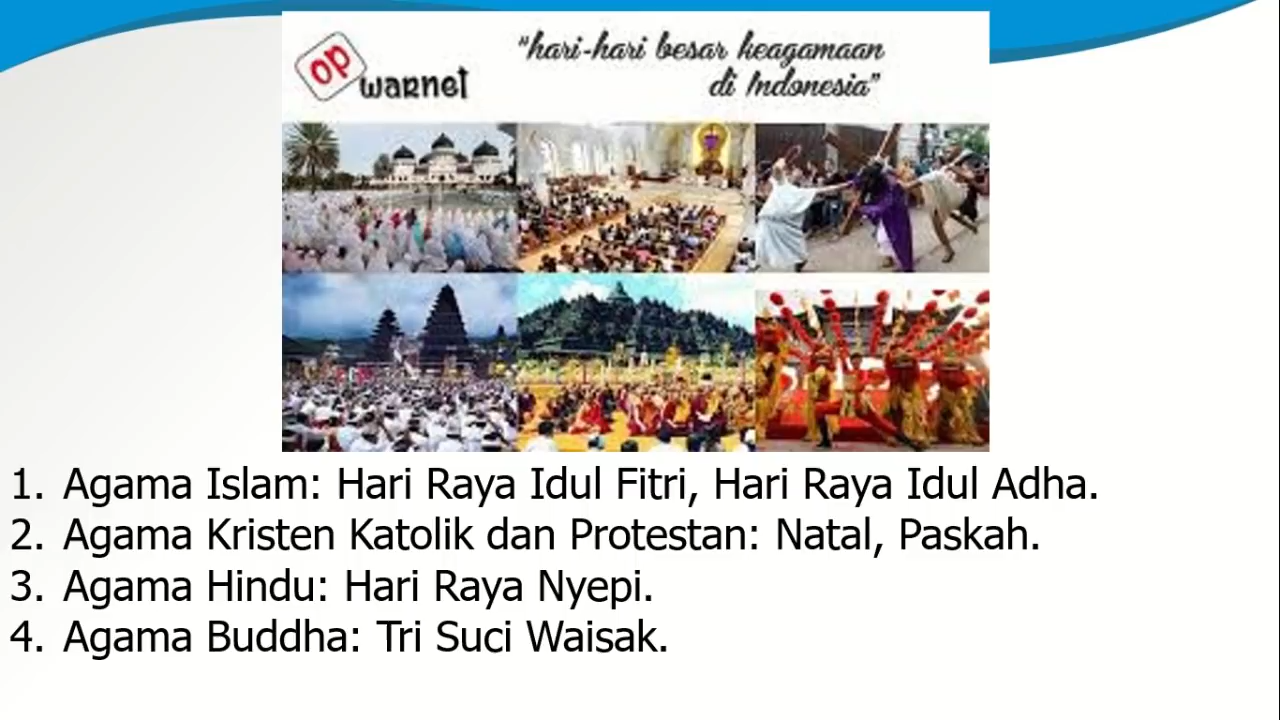 op
warnet
"hari-hari besar keagamaan
di Indonesia"
1. Agama Islam: Hari Raya Idul Fitri, Hari Raya Idul Adha.
2. Agama Kristen Katolik dan Protestan: Natal, Paskah.
3. Agama Hindu: Hari Raya Nyepi.
4. Agama Buddha: Tri Suci Waisak.